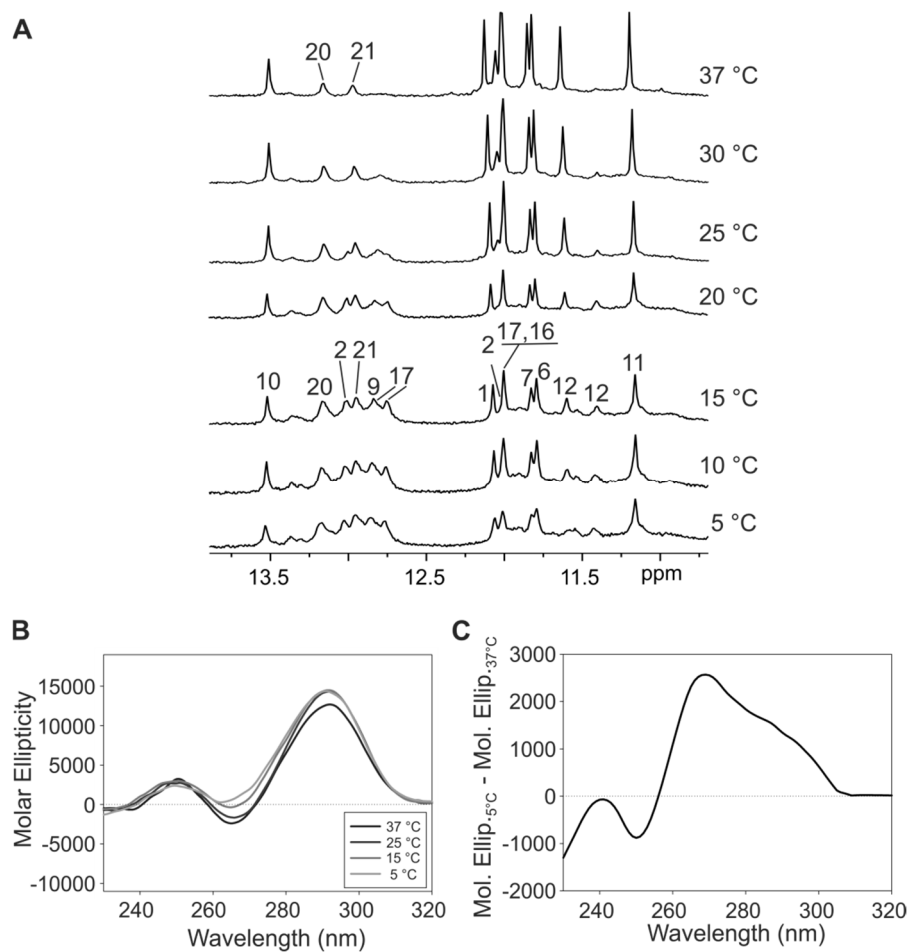 A
20 21
37 °C
30 °C
25 °C
20 °C
10 20 2 21 9 17 2 17,16 1 7 6 12 12 11
15 °C
10 °C
5 °C
13.5 12.5 11.5 ppm
B
Molar Ellipticity
15000
10000
5000
0
-5000
-10000
37 °C
25 °C
15 °C
5 °C
240 260 280 300 320
Wavelength (nm)
C
Mol. Ellip.5°C - Mol. Ellip.37°C
3000
2000
1000
0
-1000
-2000
240 260 280 300 320
Wavelength (nm)